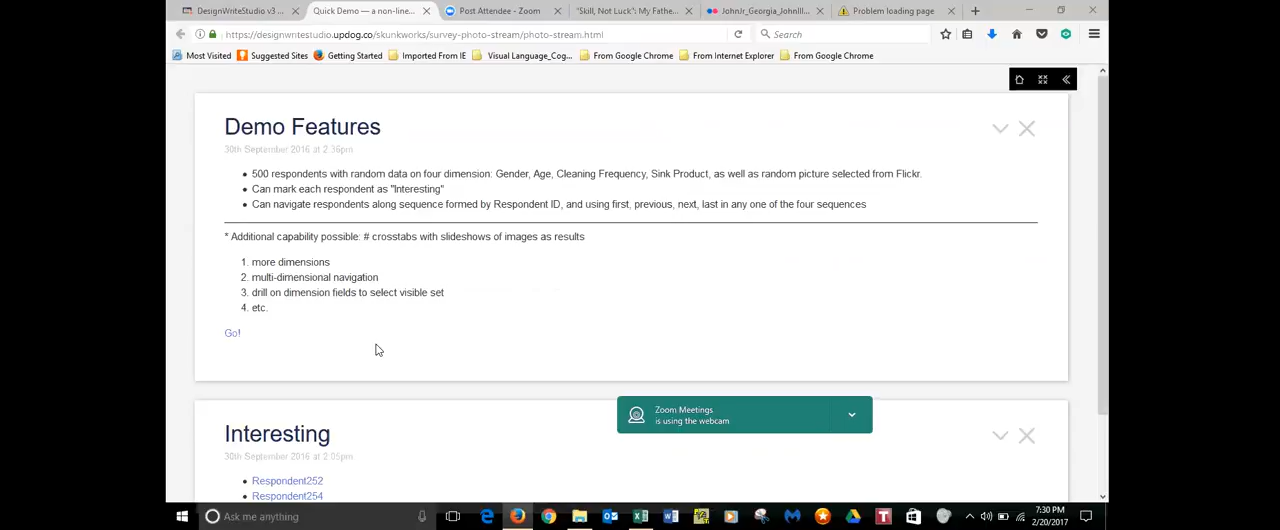 DesignWriteStudio v3 ...
Quick Demo — a non-line...
Post Attendee - Zoom
"Skill, Not Luck": My Fathe...
JohnJr_Georgia_JohnIII...
Problem loading page
https://designwritestudio.updog.co/skunkworks/survey-photo-stream/photo-stream.html
Search
Most Visited
Suggested Sites
Getting Started
Imported From IE
Visual Language_Cog...
From Google Chrome
From Internet Explorer
From Google Chrome
Demo Features
30th September 2016 at 2:36pm
• 500 respondents with random data on four dimension: Gender, Age, Cleaning Frequency, Sink Product, as well as random picture selected from Flickr.
• Can mark each respondent as "Interesting"
• Can navigate respondents along sequence formed by Respondent ID, and using first, previous, next, last in any one of the four sequences
* Additional capability possible: # crosstabs with slideshows of images as results
1. more dimensions
2. multi-dimensional navigation
3. drill on dimension fields to select visible set
4. etc.
Go!
Zoom Meetings
is using the webcam
Interesting
30th September 2016 at 2:05pm
• Respondent252
• Respondent254
Ask me anything
7:30 PM
2/20/2017